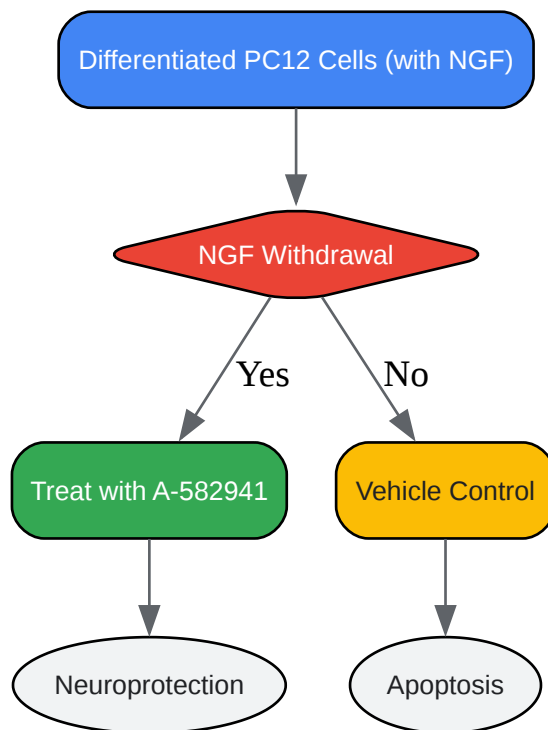 Differentiated PC12 Cells (with NGF)
NGF Withdrawal
Yes
No
Treat with A-582941
Vehicle Control
Neuroprotection
Apoptosis